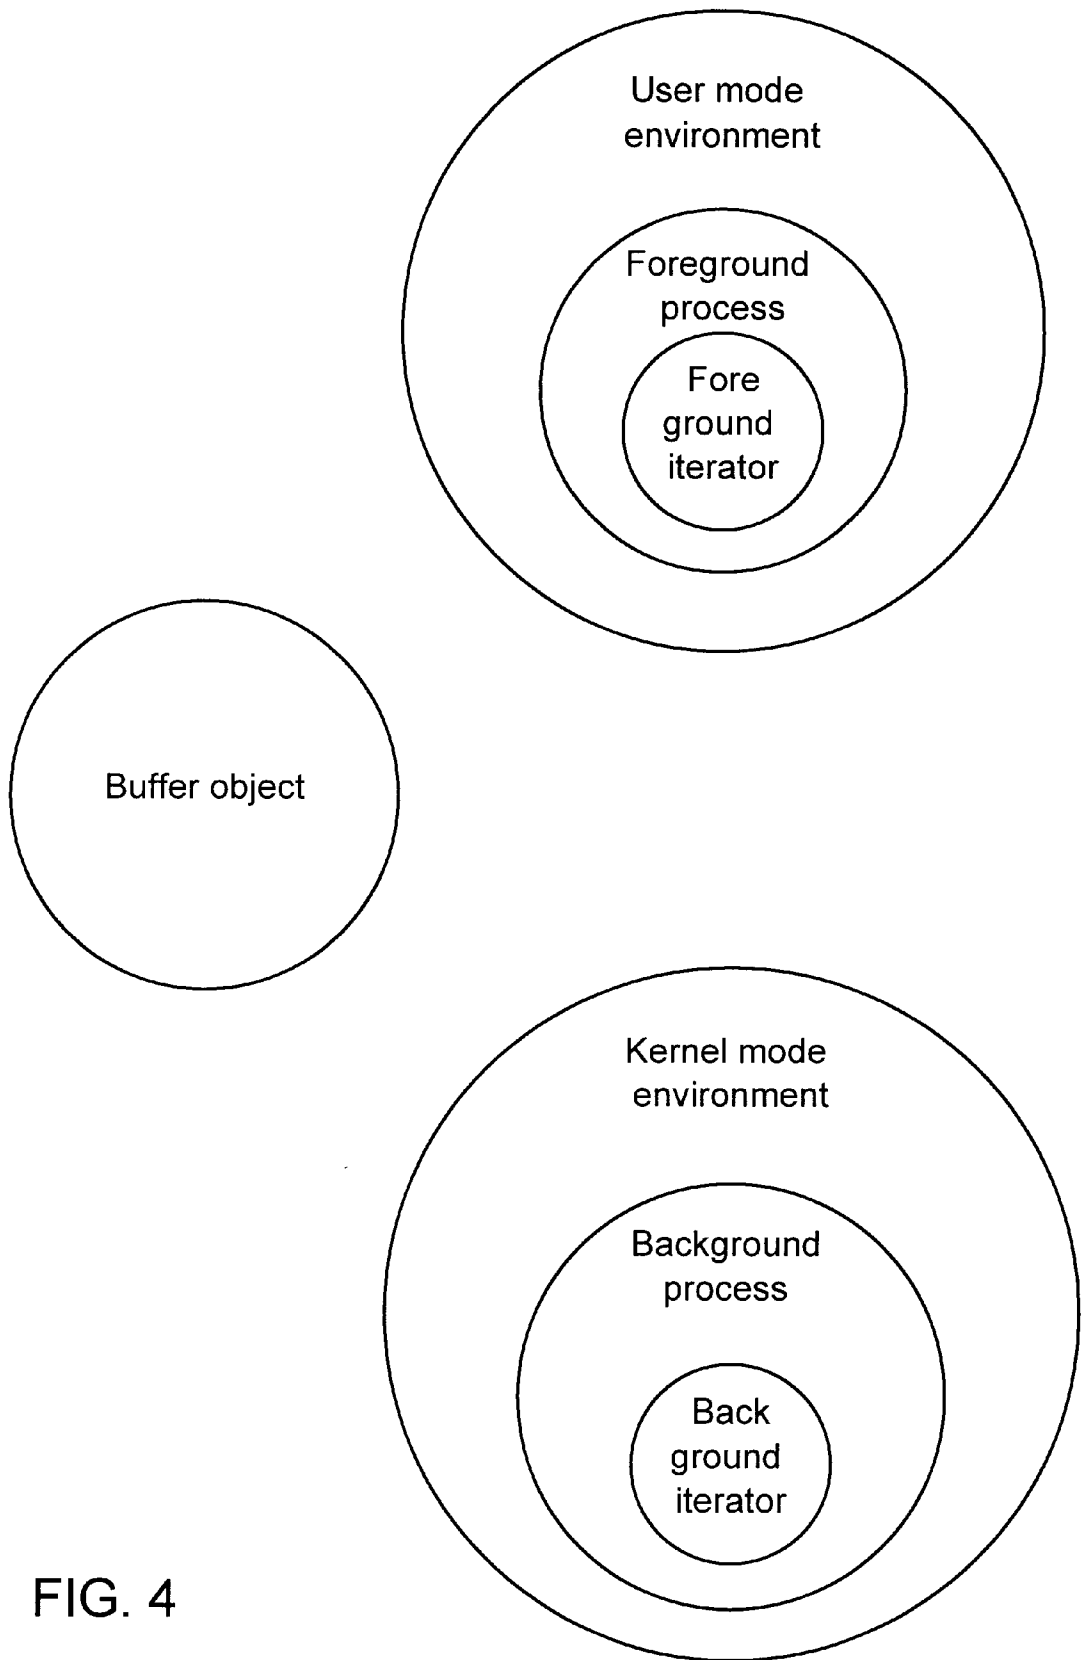 User mode
environment
Foreground
process
Fore
ground
iterator
Buffer object
Kernel mode
environment
Background
process
Back
ground
iterator
FIG. 4